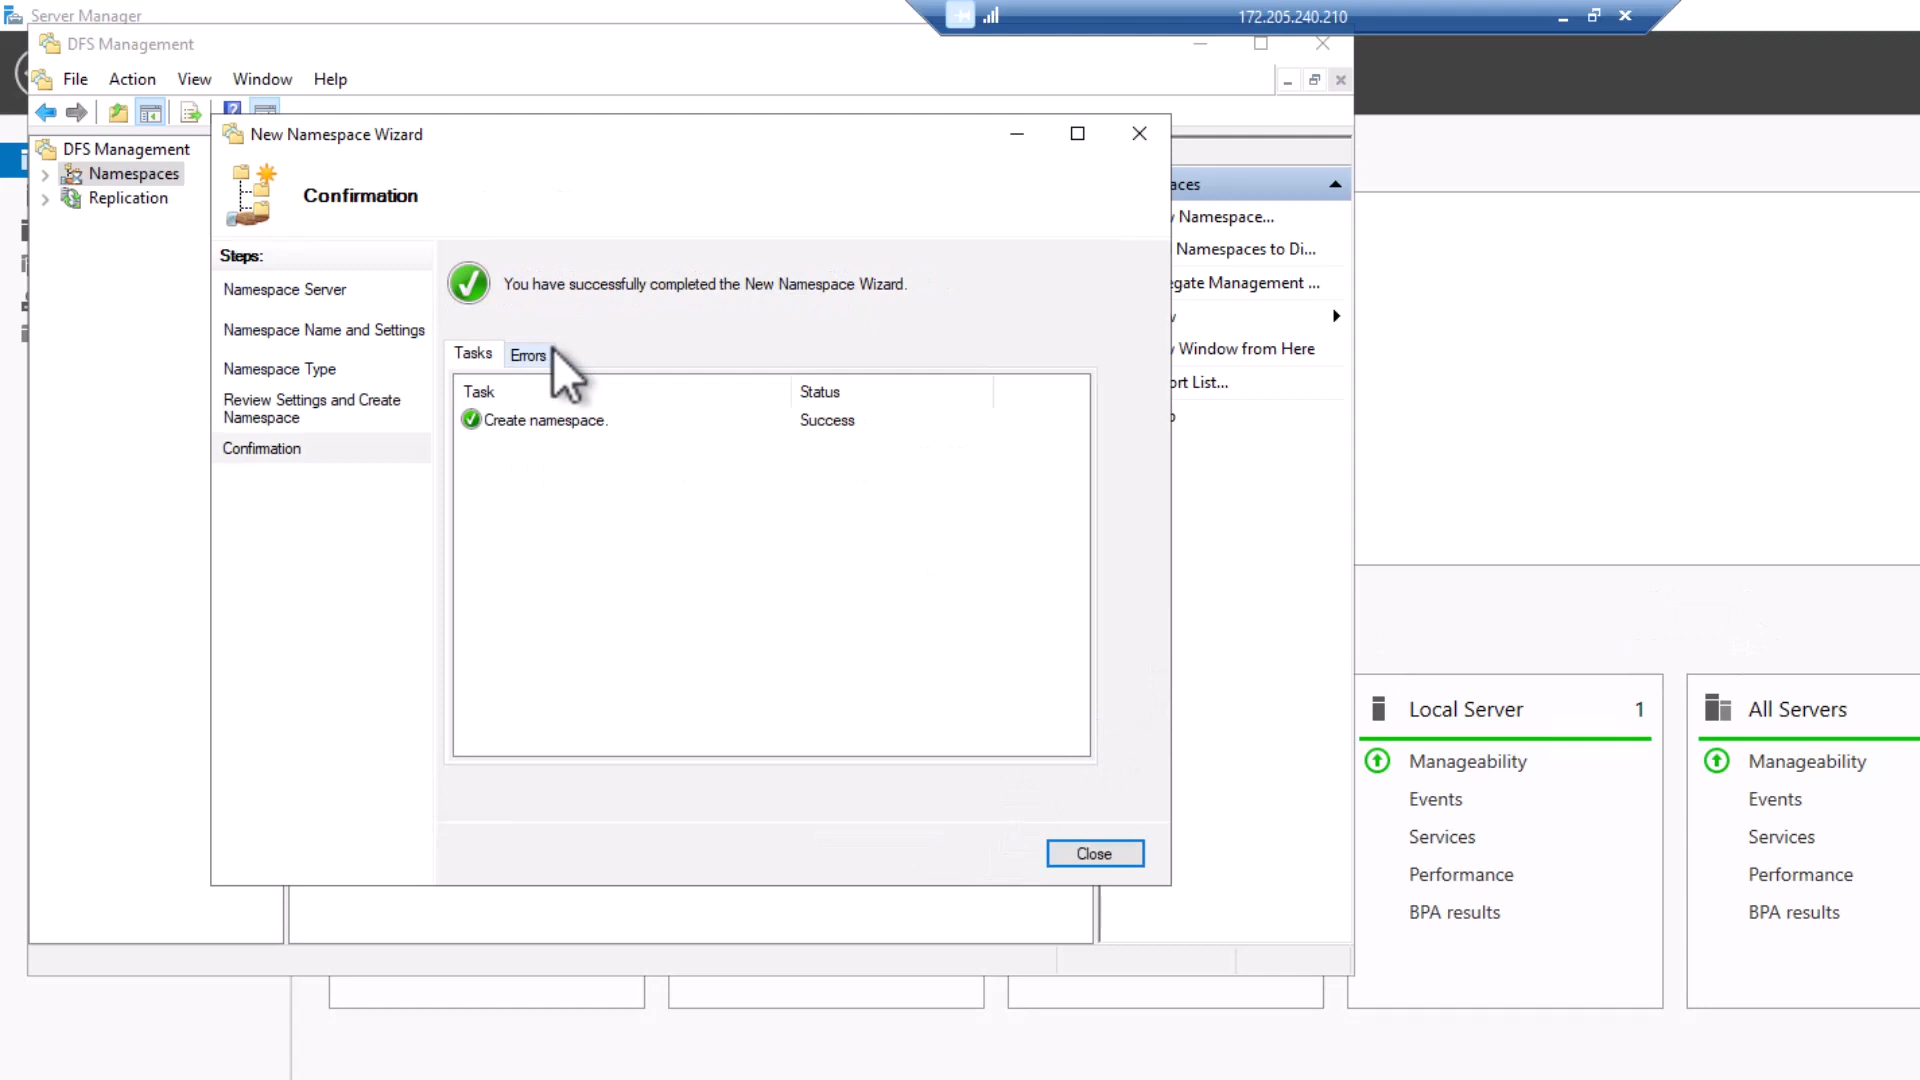 Server Manager
172.205.240.210
DFS Management
File Action View Window Help
DFS Management
Namespaces
Replication
New Namespace Wizard
Confirmation
Steps:
Namespace Server
Namespace Name and Settings
Namespace Type
Review Settings and Create
Namespace
Confirmation
You have successfully completed the New Namespace Wizard.
Tasks Errors
Task Status
Create namespace. Success
Close
Namespace...
Namespaces to Di...
Management ...
Window from Here
List...
Local Server 1
Manageability
Events
Services
Performance
BPA results
All Servers
Manageability
Events
Services
Performance
BPA results